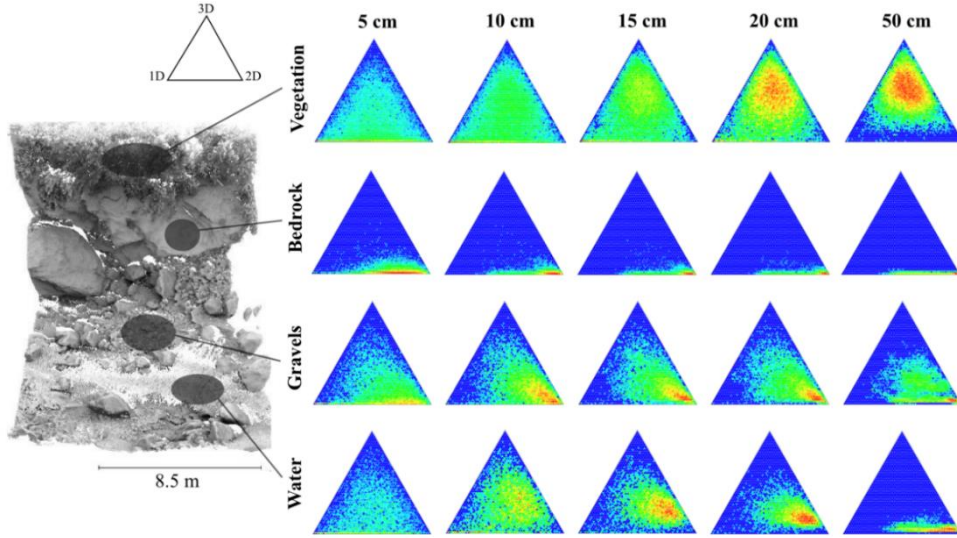 3D
1D 2D
5 cm 10 cm 15 cm 20 cm 50 cm
Vegetation
Bedrock
Gravels
Water
8.5 m